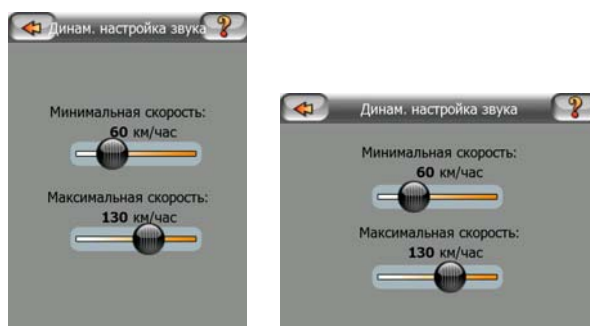 Динам. настройка звука
Минимальная скорость:
60 км/час
Максимальная скорость:
130 км/час
Динам. настройка звука
Минимальная скорость:
60 км/час
Максимальная скорость:
130 км/час